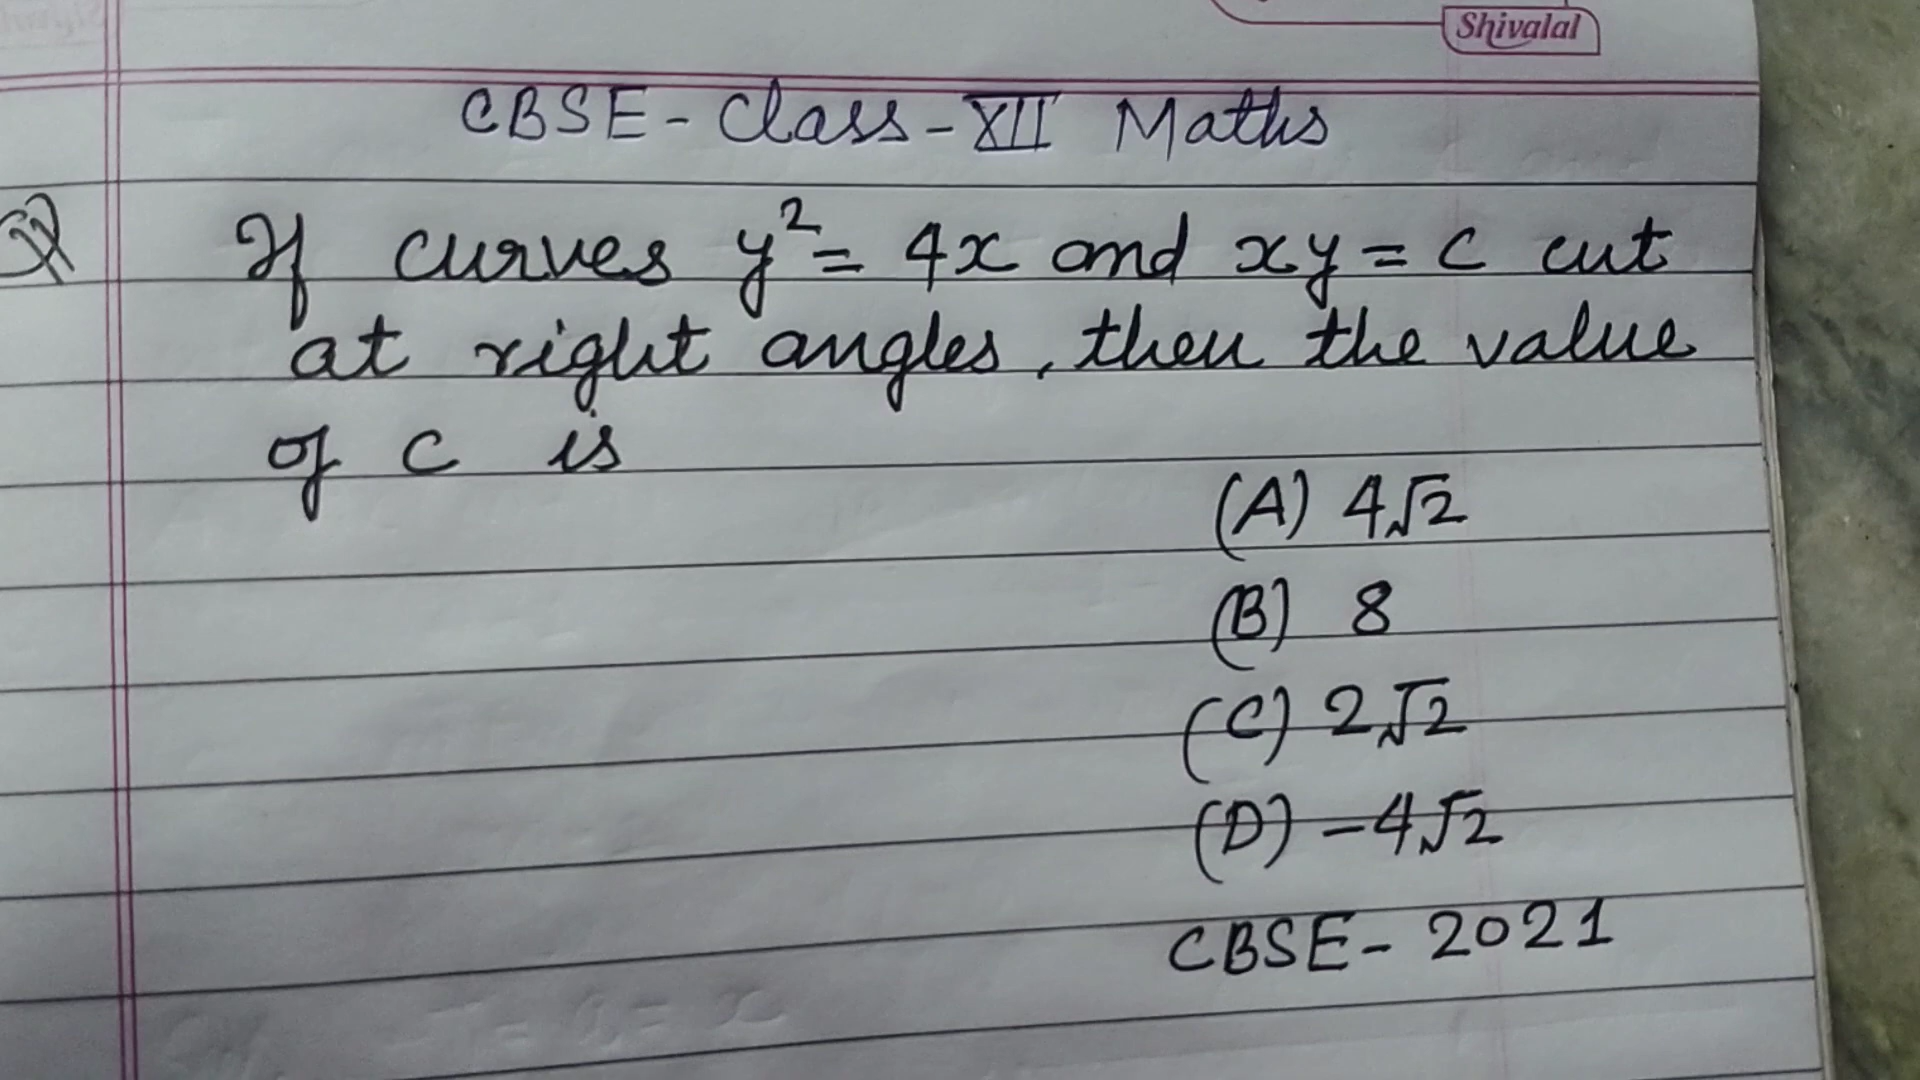 Shivalal
CBSE - Class - XII Maths
Q) If curves y² = 4x and xy = c cut
at right angles, then the value
of c is
(A) 4√2
(B) 8
(C) 2√2
(D) -4√2
CBSE - 2021